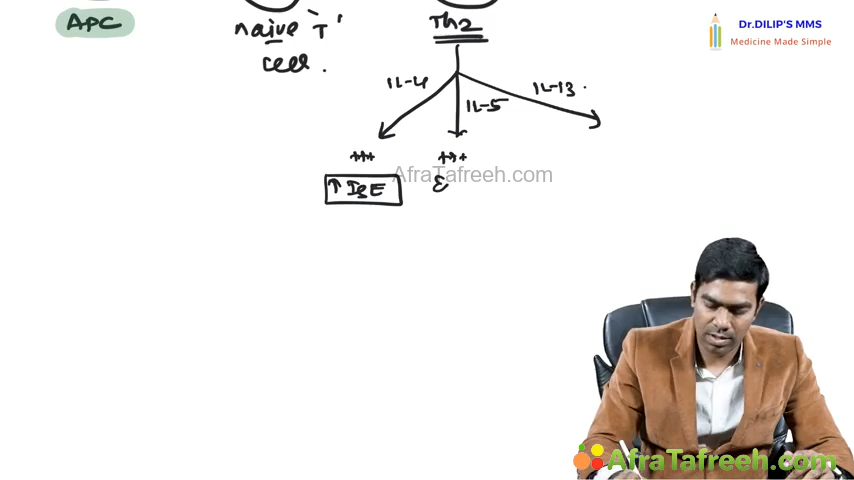 APC
naive 'T'
cell.
Th2
IL-4
IL-5
IL-13
+++
+++
↑ IgE
ε
Dr.DILIP'S MMS
Medicine Made Simple
AfraTafreeh.com
AfraTafreeh.com